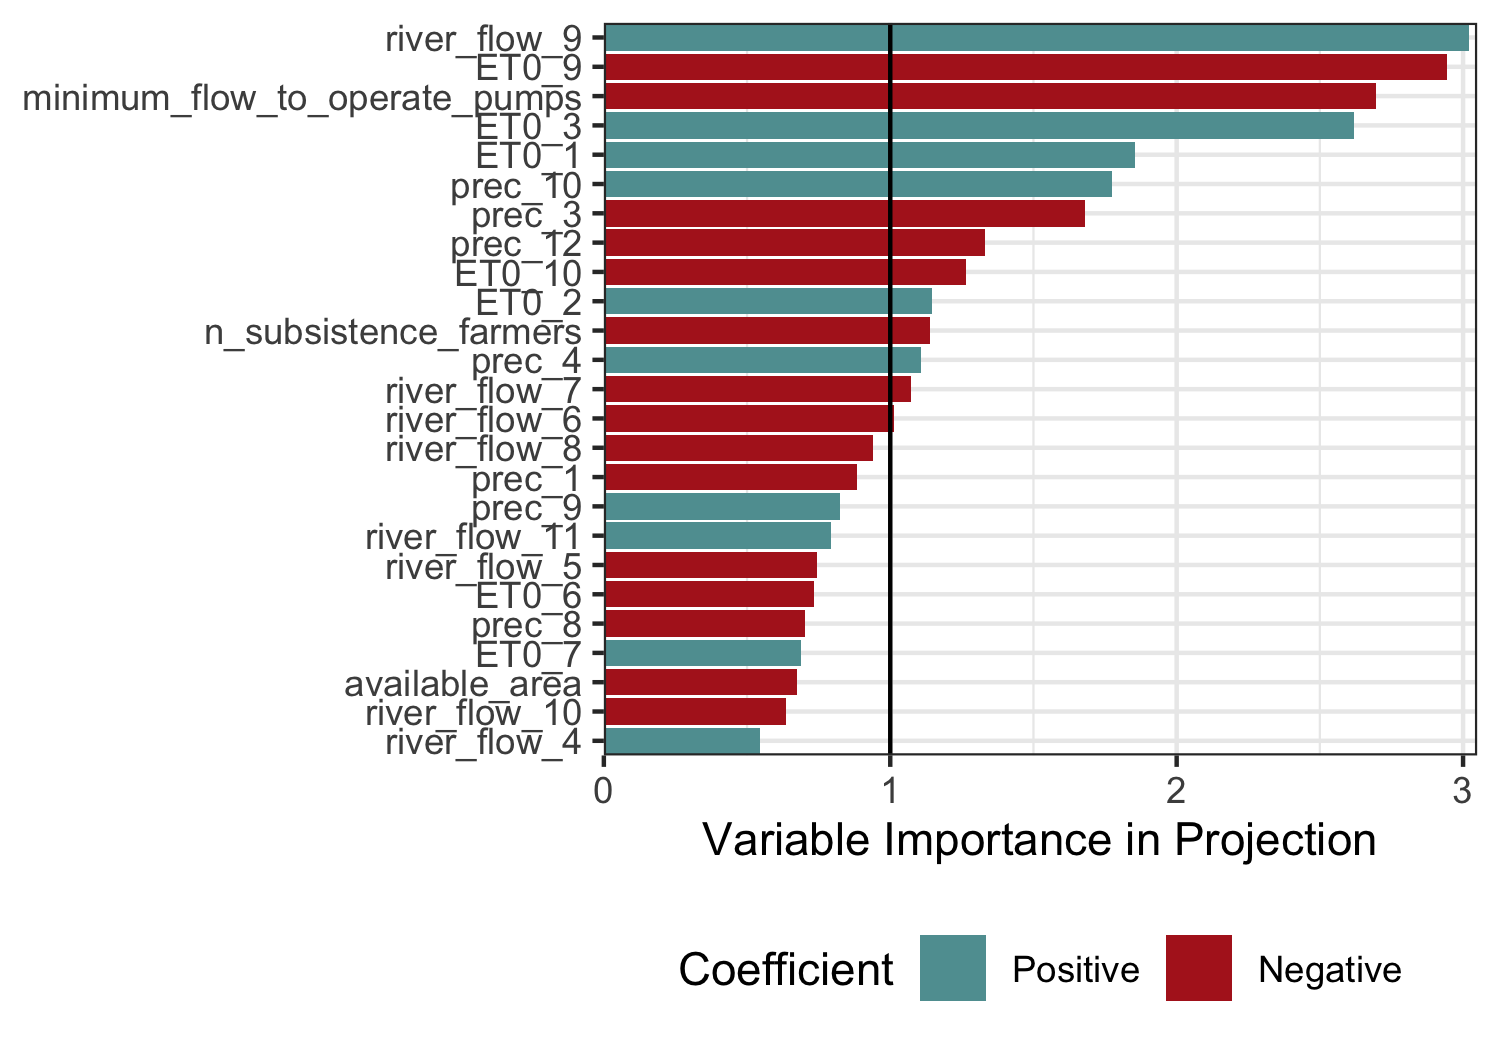 river_flow_9
ET0_9
minimum_flow_to_operate_pumps
ET0_3
ET0_1
prec_10
prec_3
prec_12
ET0_10
ET0_2
n_subsistence_farmers
prec_4
river_flow_7
river_flow_6
river_flow_8
prec_1
prec_9
river_flow_11
river_flow_5
ET0_6
prec_8
ET0_7
available_area
river_flow_10
river_flow_4
0 1 2 3
Variable Importance in Projection
Coefficient Positive Negative